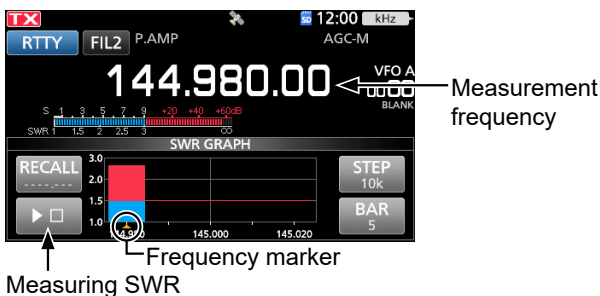 TX 12:00 kHz
RTTY FIL2 P.AMP AGC-M
144.980.00 VFO A
00
BLANK
Measurement
frequency
S 1 3 5 7 9 +20 +40 +60dB
SWR 1 1.5 2 2.5 3 ∞
SWR GRAPH
RECALL
----.---
3.0
2.0
1.5
1.0
145.000 145.020
STEP
10k
BAR
5
Frequency marker
Measuring SWR